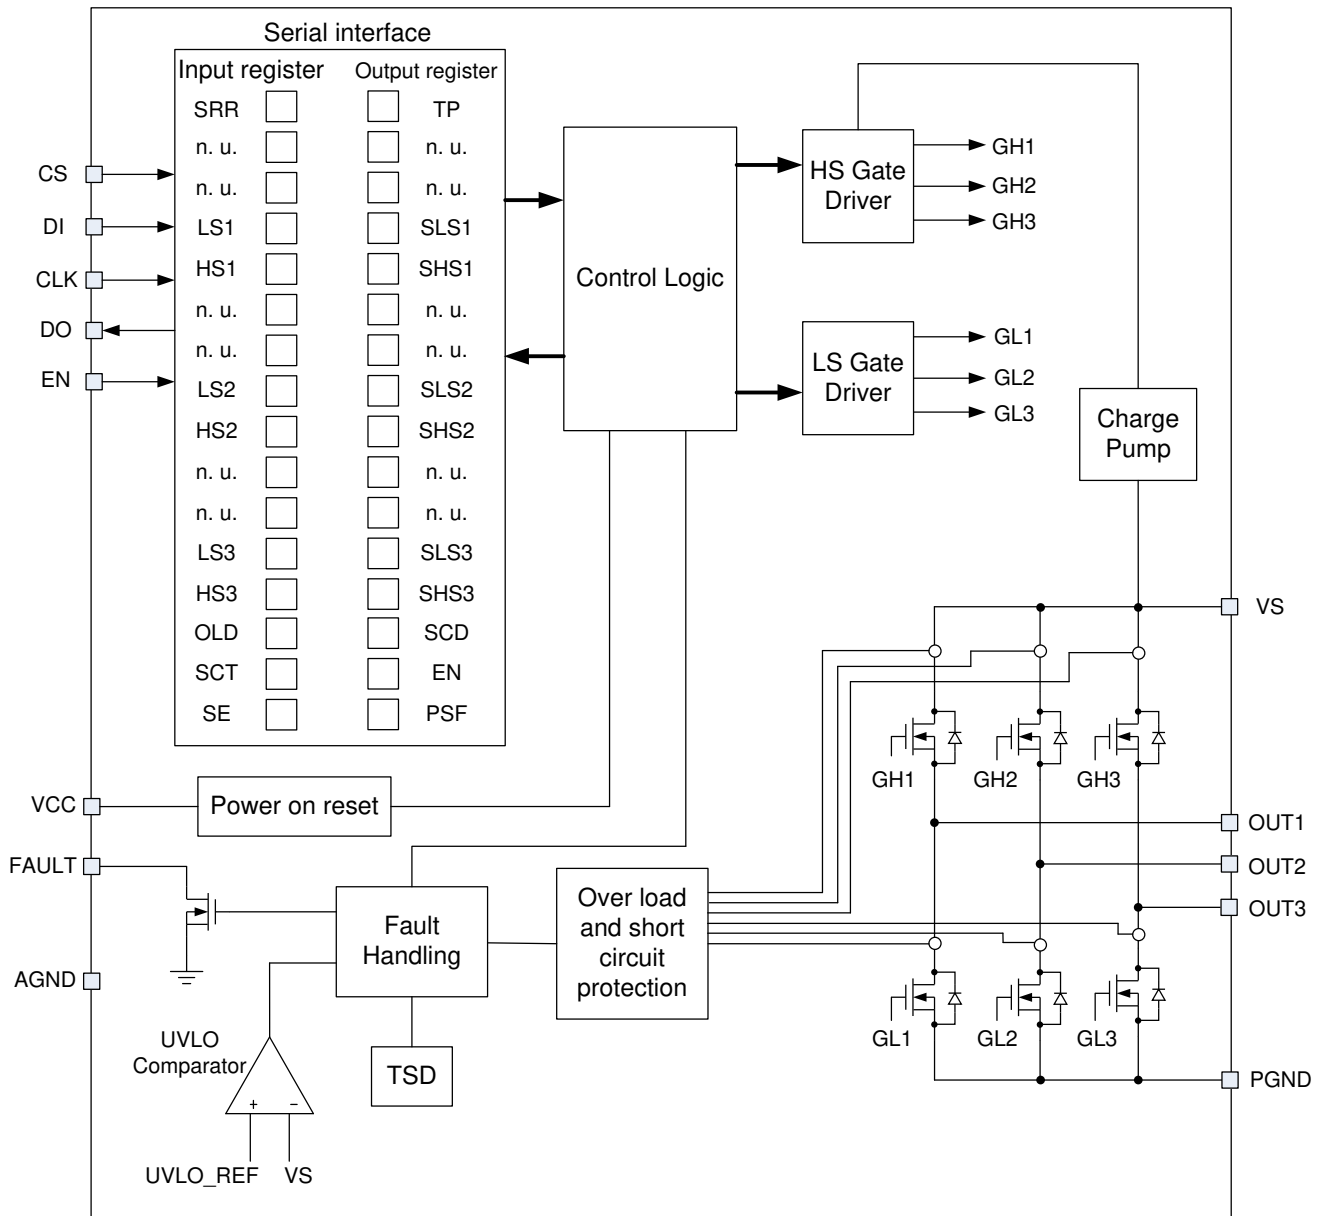 Serial interface
Input register
Output register
SRR
TP
n. u.
n. u.
n. u.
n. u.
LS1
SLS1
HS1
SHS1
n. u.
n. u.
n. u.
n. u.
LS2
SLS2
HS2
SHS2
n. u.
n. u.
n. u.
n. u.
LS3
SLS3
HS3
SHS3
OLD
SCD
SCT
EN
SE
PSF
CS
DI
CLK
DO
EN
Control Logic
HS Gate
Driver
GH1
GH2
GH3
LS Gate
Driver
GL1
GL2
GL3
Charge
Pump
VS
GH1
GH2
GH3
OUT1
OUT2
OUT3
GL1
GL2
GL3
PGND
VCC
Power on reset
FAULT
AGND
Fault
Handling
Over load
and short
circuit
protection
TSD
UVLO
Comparator
+
−
UVLO_REF
VS